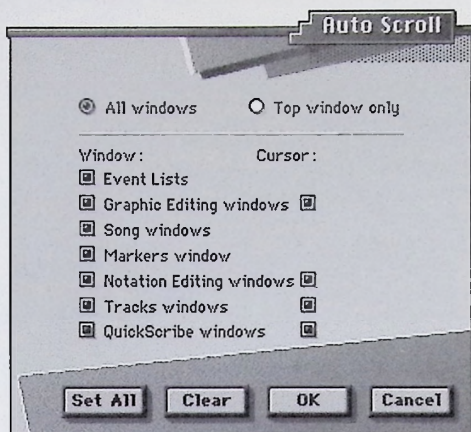 Auto Scroll
All windows Top window only
Window: Cursor:
Event Lists
Graphic Editing windows
Song windows
Markers window
Notation Editing windows
Tracks windows
QuickScribe windows
Set All Clear OK Cancel